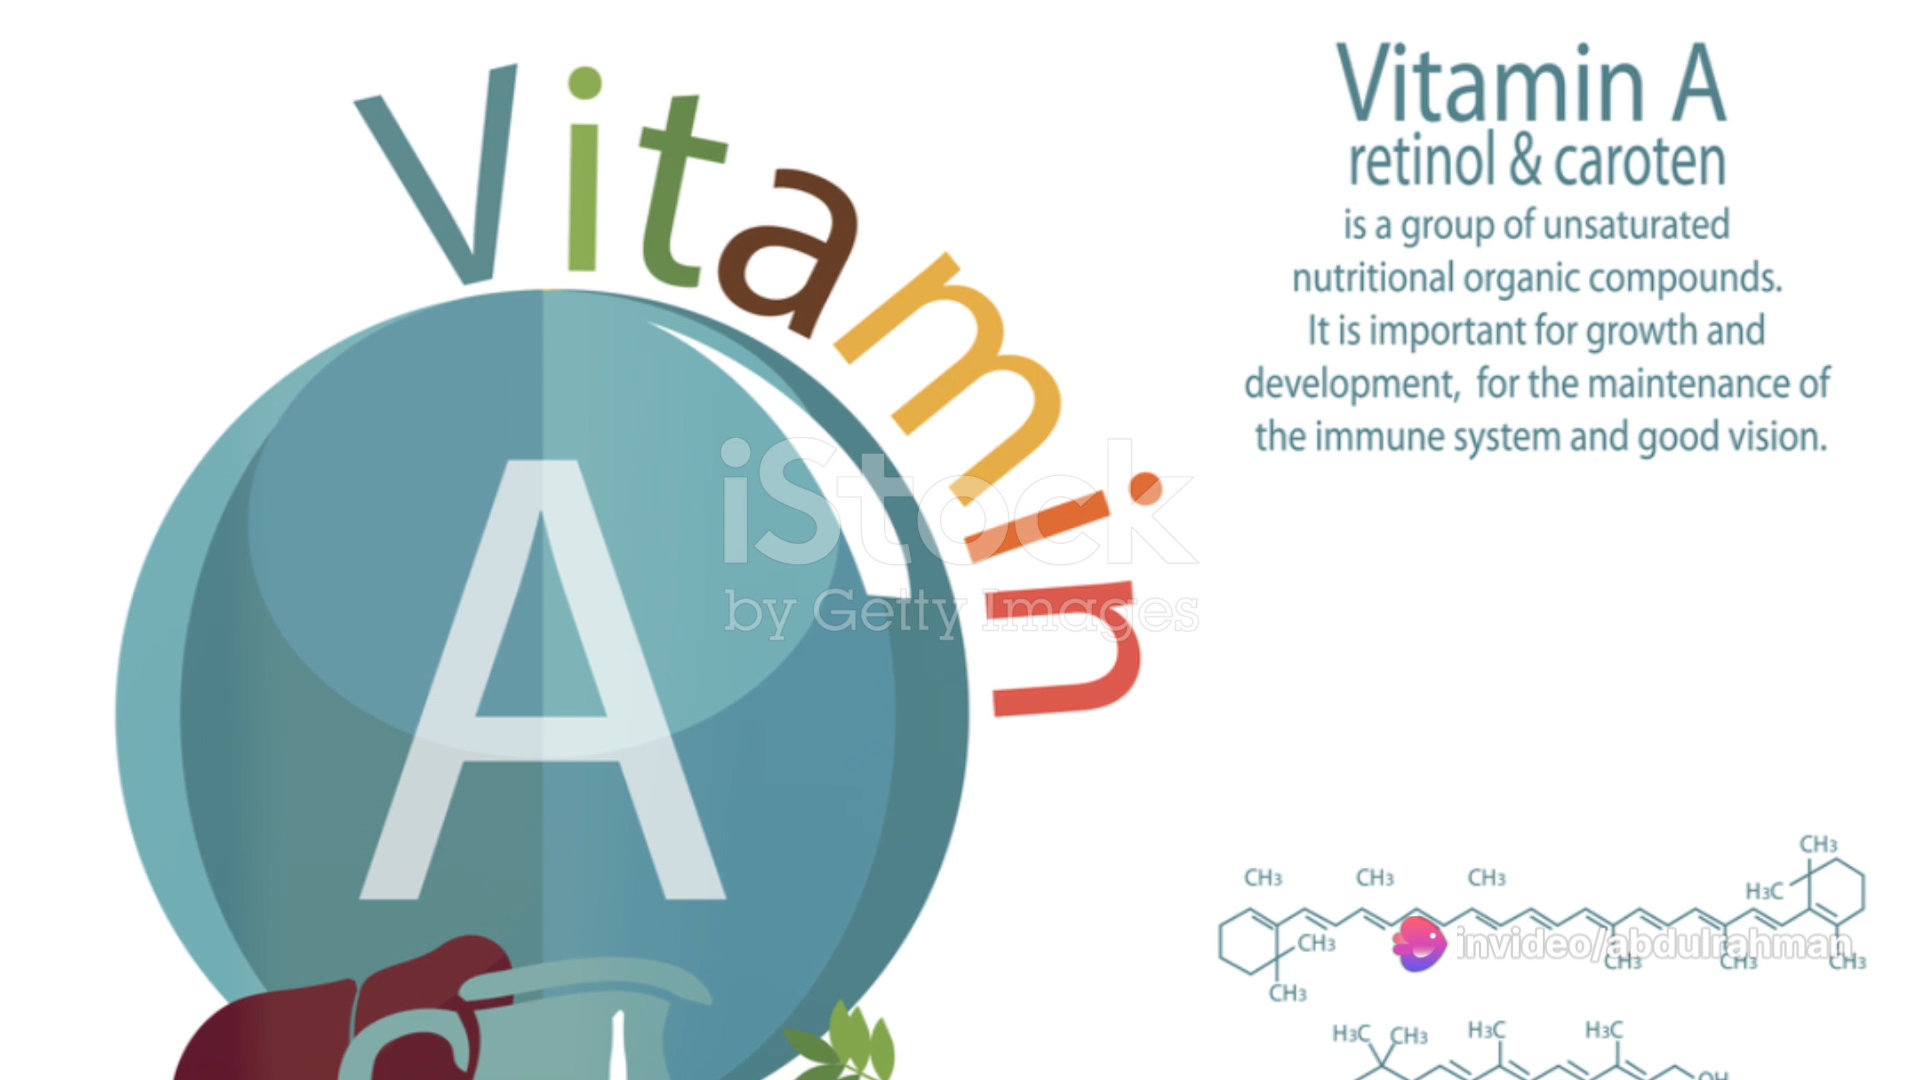 Vitamin
A
Vitamin A
retinol & caroten
is a group of unsaturated
nutritional organic compounds.
It is important for growth and
development, for the maintenance of
the immune system and good vision.
iStock
by Getty Images
CH3
H3C
CH3 CH3 CH3
CH3
CH3 CH3 CH3
CH3
invideo/abdulrahman
H3C CH3 H3C H3C
OH